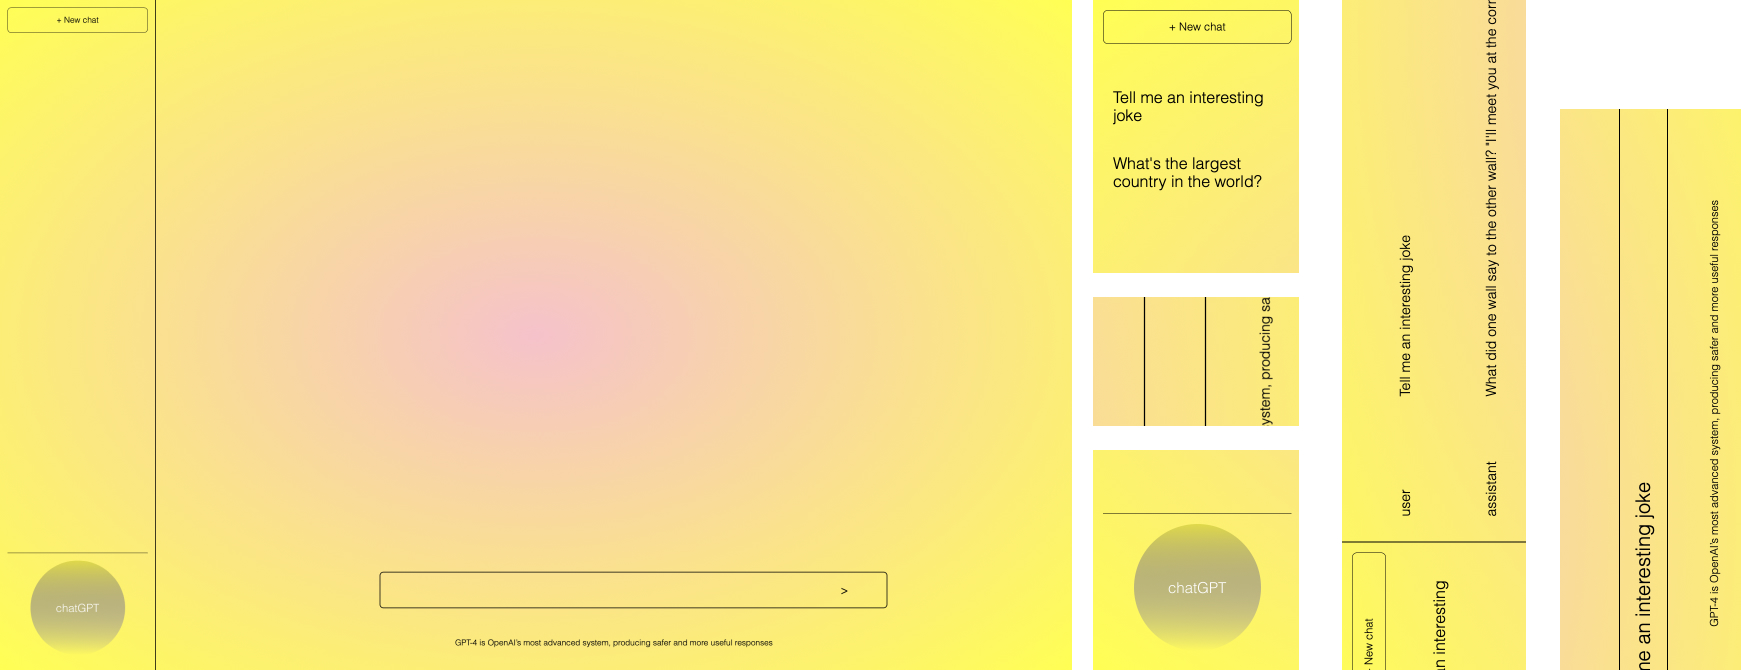 + New chat
chatGPT
>
GPT-4 is OpenAI's most advanced system, producing safer and more useful responses
+ New chat
Tell me an interesting
joke
What's the largest
country in the world?
ystem, producing sa
chatGPT
user
Tell me an interesting joke
assistant
What did one wall say to the other wall? "I'll meet you at the corr
New chat
an interesting
me an interesting joke
GPT-4 is OpenAI's most advanced system, producing safer and more useful responses